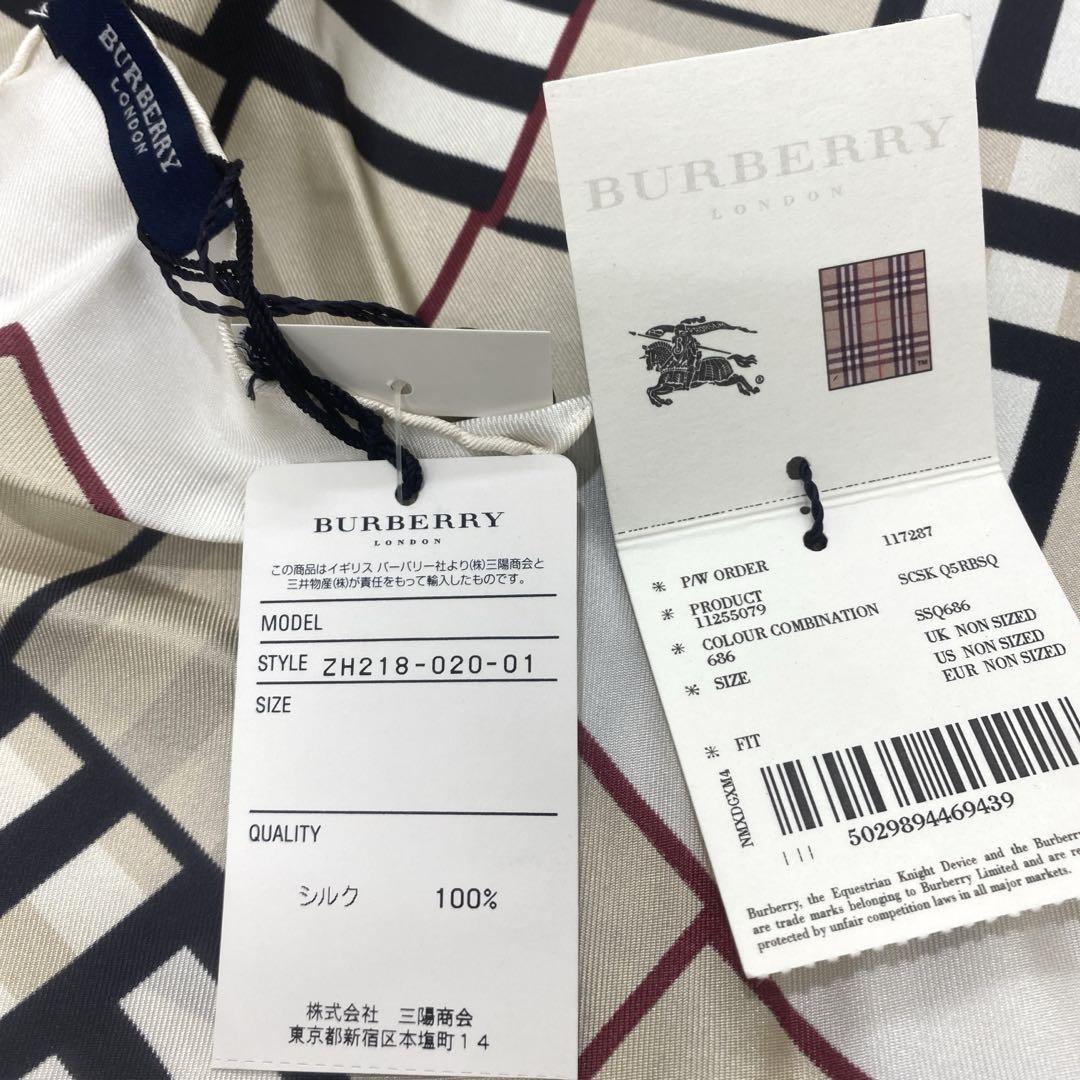 BURBERRY
LONDON
BURBERRY
LONDON
®
™
BURBERRY
LONDON
この商品はイギリス バーバリー社より(株)三陽商会と
三井物産(株)が責任をもって輸入したものです。
MODEL
STYLE ZH218-020-01
SIZE
QUALITY
シルク 100%
株式会社 三陽商会
東京都新宿区本塩町14
117287
* P/W ORDER
SCSK Q5RBSQ
* PRODUCT
11255079
SSQ686
* COLOUR COMBINATION
686
UK NON SIZED
US NON SIZED
EUR NON SIZED
* SIZE
* FIT
NMXUGXM4
5029894469439
Burberry, the Equestrian Knight Device and the Burberry
are trade marks belonging to Burberry Limited and are re
protected by unfair competition laws in all major markets.